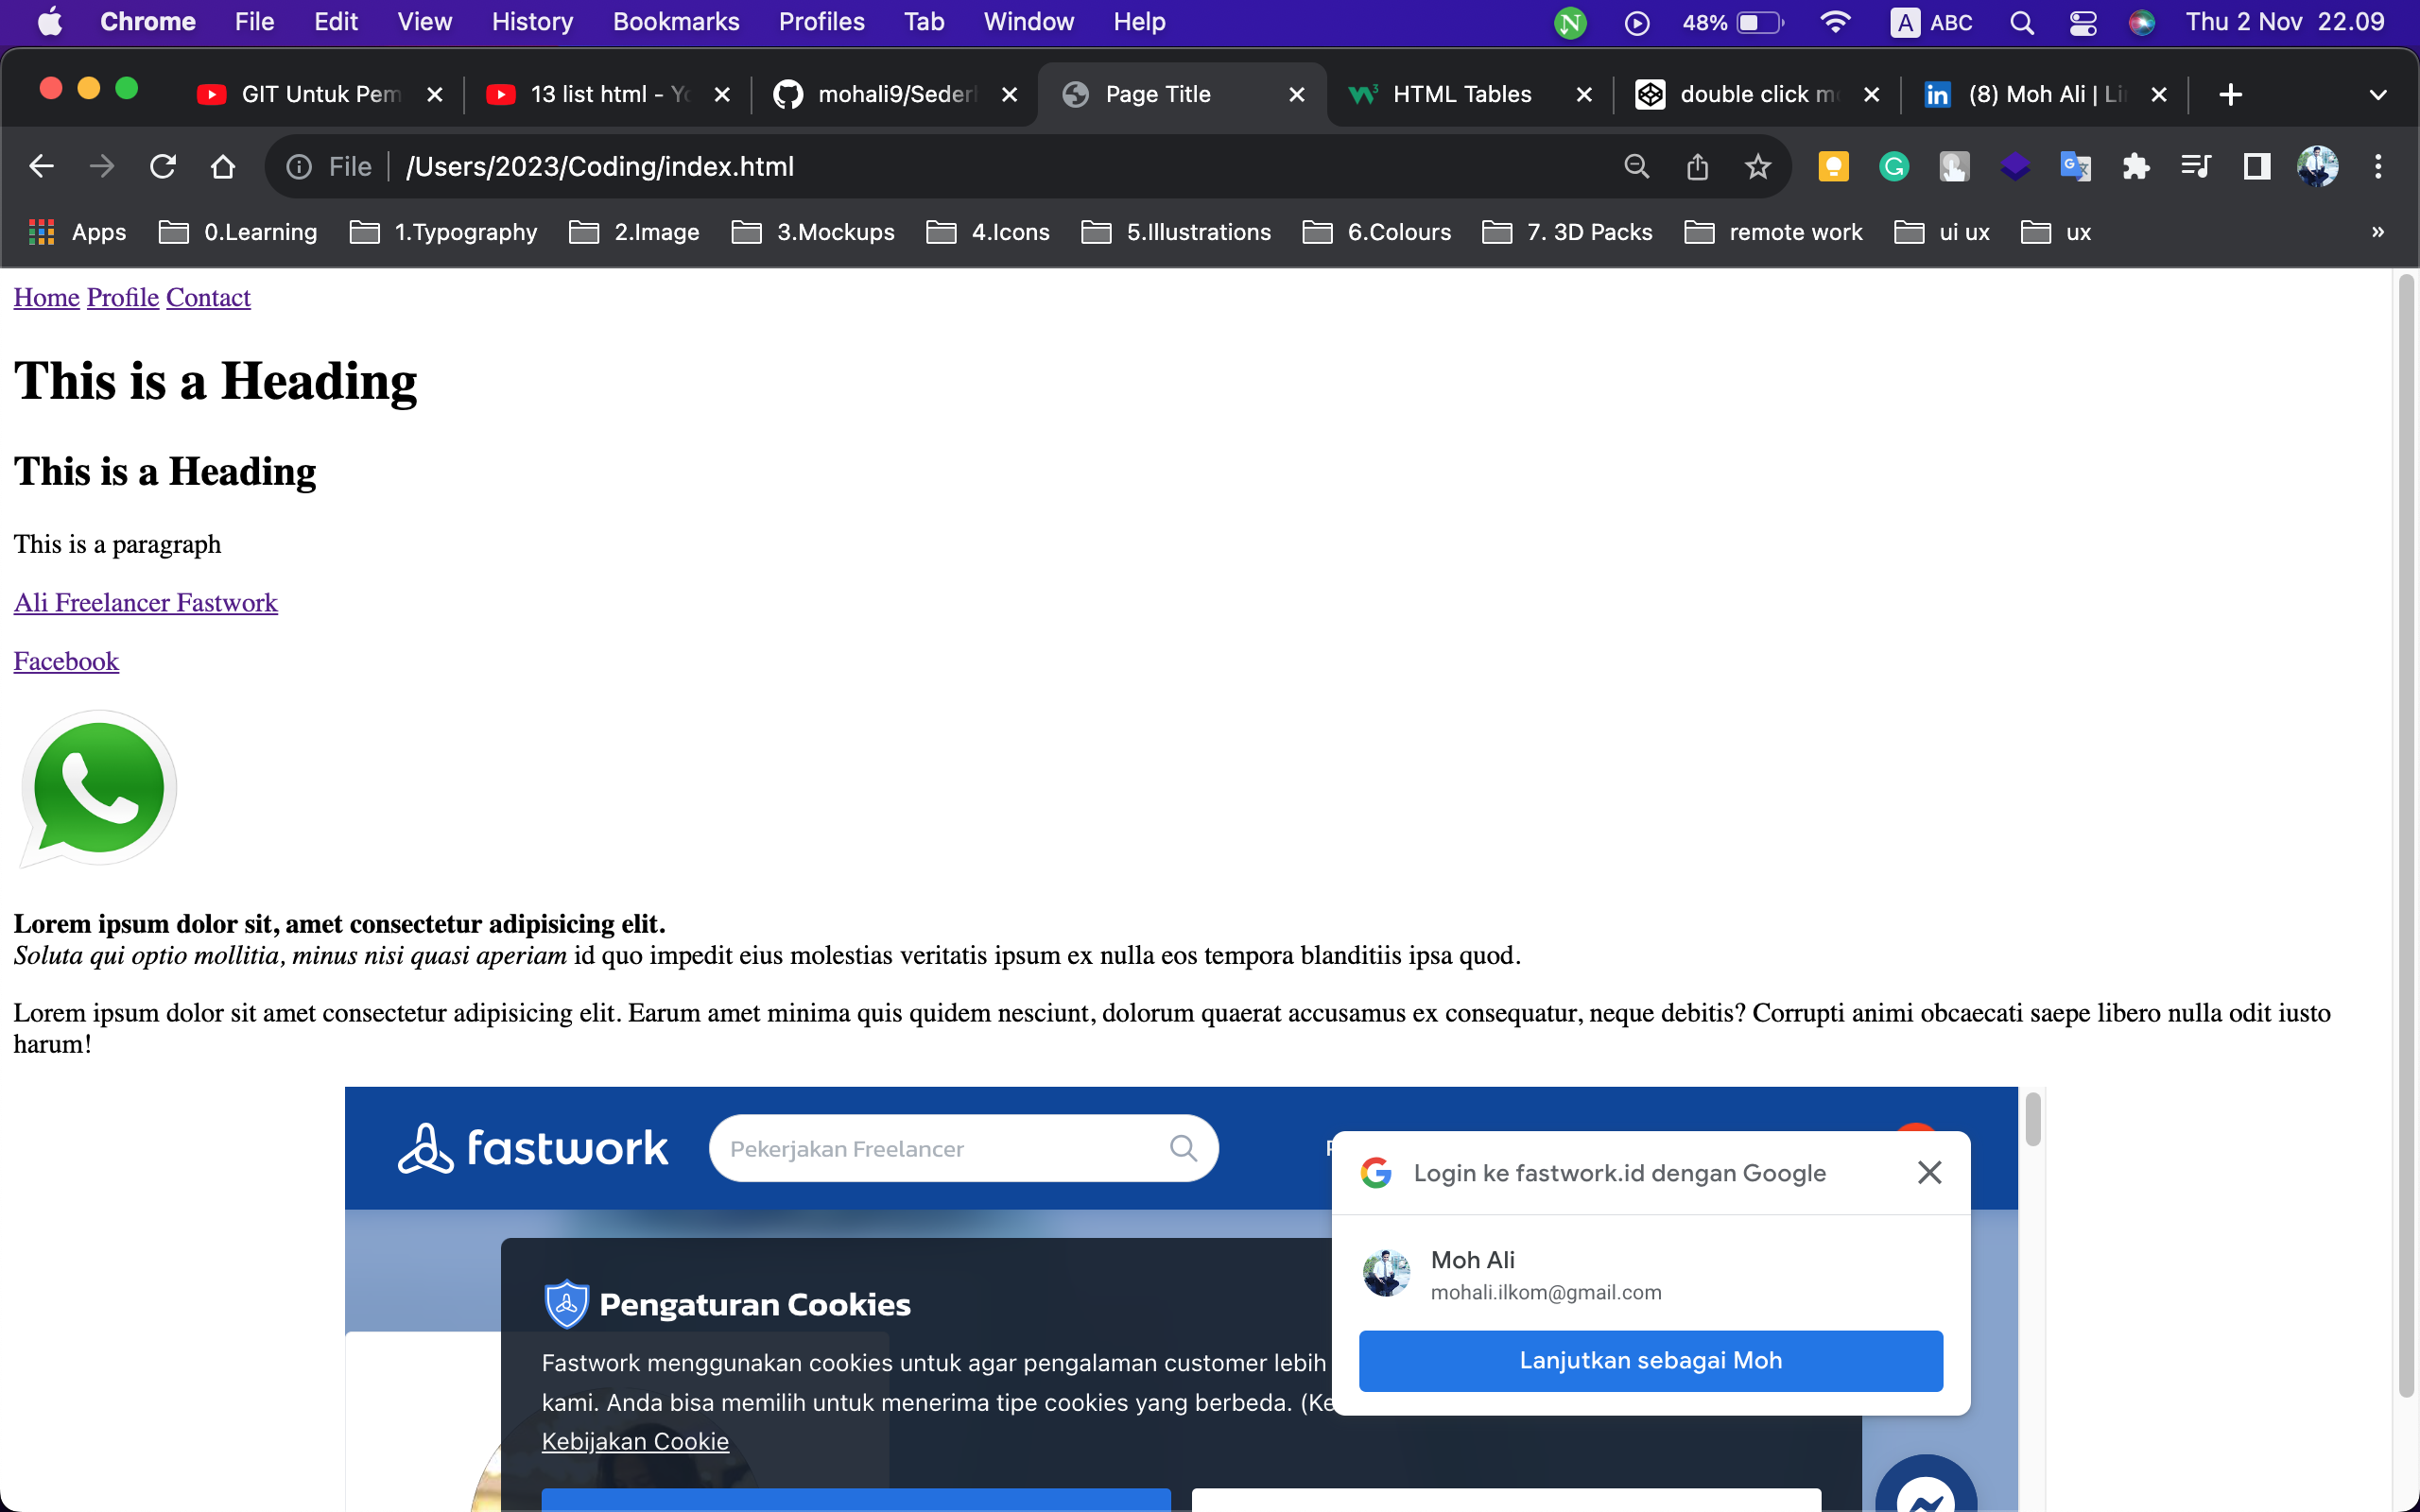 Chrome File Edit View History Bookmarks Profiles Tab Window Help 48% A ABC Thu 2 Nov 22.09
GIT Untuk Pem 13 list html - Yo mohali9/Seder Page Title HTML Tables double click mo (8) Moh Ali | Li
File /Users/2023/Coding/index.html
Apps 0.Learning 1.Typography 2.Image 3.Mockups 4.Icons 5.Illustrations 6.Colours 7. 3D Packs remote work ui ux ux »
Home Profile Contact
This is a Heading
This is a Heading
This is a paragraph
Ali Freelancer Fastwork
Facebook
Lorem ipsum dolor sit, amet consectetur adipisicing elit.
Soluta qui optio mollitia, minus nisi quasi aperiam id quo impedit eius molestias veritatis ipsum ex nulla eos tempora blanditiis ipsa quod.
Lorem ipsum dolor sit amet consectetur adipisicing elit. Earum amet minima quis quidem nesciunt, dolorum quaerat accusamus ex consequatur, neque debitis? Corrupti animi obcaecati saepe libero nulla odit iusto
harum!
fastwork Pekerjakan Freelancer
Login ke fastwork.id dengan Google
Moh Ali
mohali.ilkom@gmail.com
Lanjutkan sebagai Moh
Pengaturan Cookies
Fastwork menggunakan cookies untuk agar pengalaman customer lebih
kami. Anda bisa memilih untuk menerima tipe cookies yang berbeda. (Ke
Kebijakan Cookie